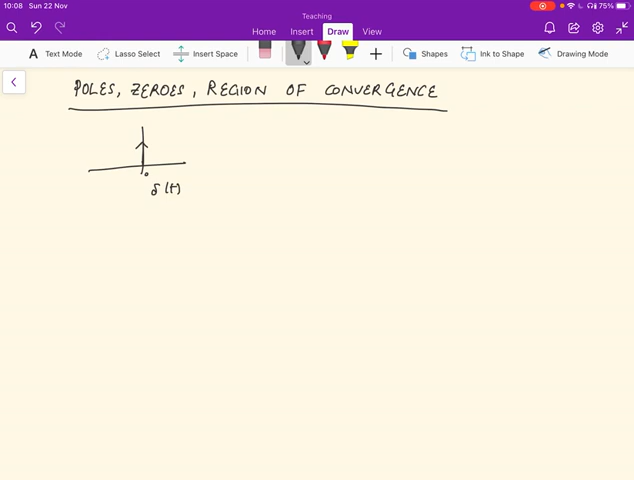 10:08 Sun 22 Nov
75%
Teaching
Home Insert Draw View
Text Mode Lasso Select Insert Space Shapes Ink to Shape Drawing Mode
POLES, ZEROES, REGION OF CONVERGENCE
0
δ(t)